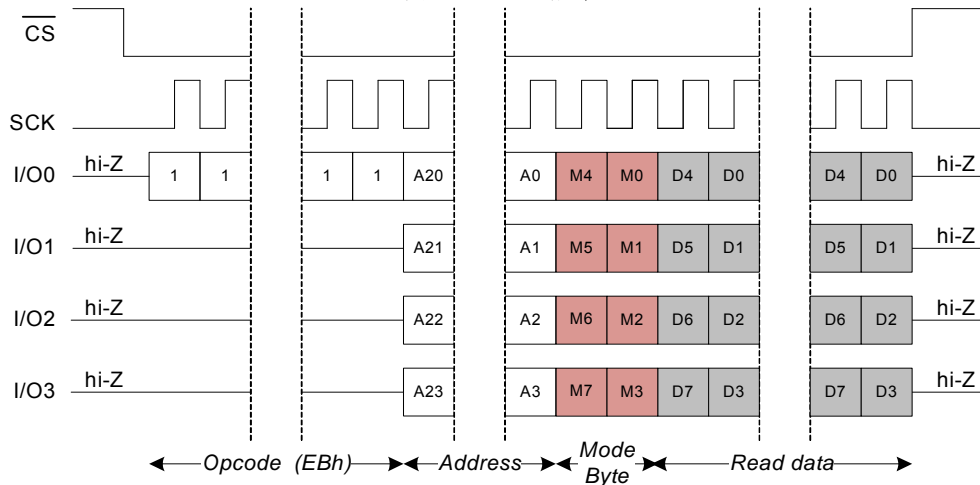 CS
SCK
I/O0 hi-Z 1 1 1 1 A20 A0 M4 M0 D4 D0 D4 D0 hi-Z
I/O1 hi-Z A21 A1 M5 M1 D5 D1 D5 D1 hi-Z
I/O2 hi-Z A22 A2 M6 M2 D6 D2 D6 D2 hi-Z
I/O3 hi-Z A23 A3 M7 M3 D7 D3 D7 D3 hi-Z
Opcode (EBh) Address Mode Byte Read data